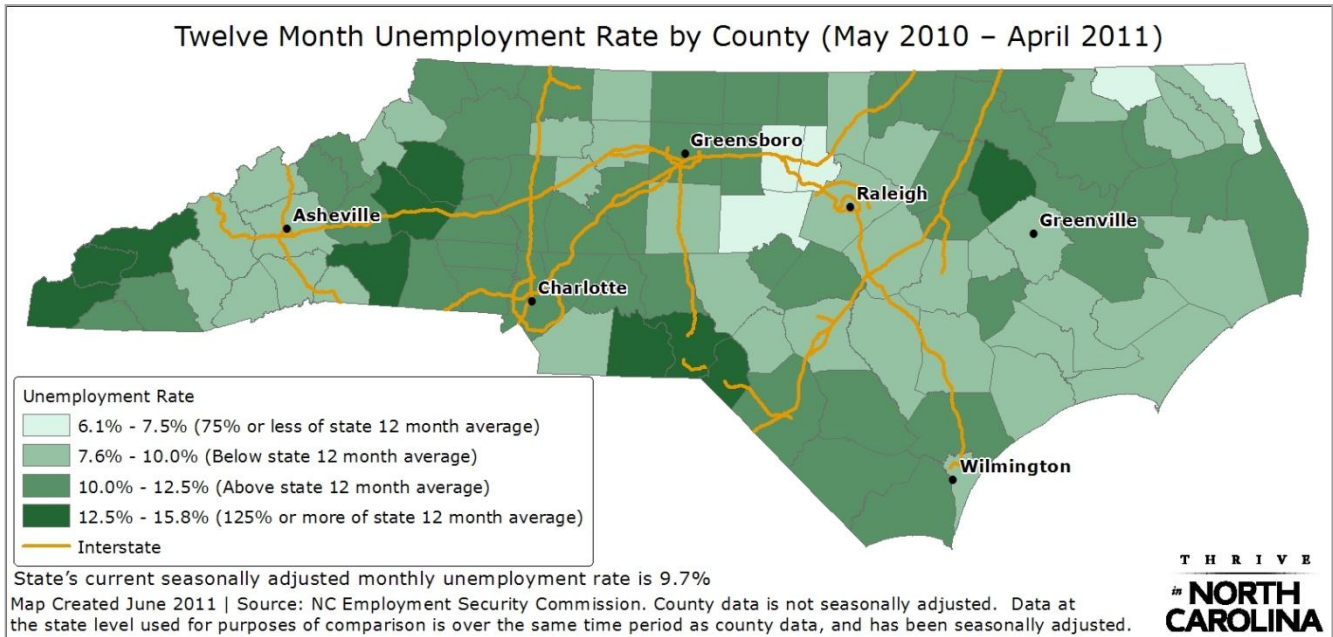 Twelve Month Unemployment Rate by County (May 2010 – April 2011)
Greensboro
Raleigh
Asheville
Greenville
Charlotte
Wilmington
Unemployment Rate
6.1% - 7.5% (75% or less of state 12 month average)
7.6% - 10.0% (Below state 12 month average)
10.0% - 12.5% (Above state 12 month average)
12.5% - 15.8% (125% or more of state 12 month average)
Interstate
State's current seasonally adjusted monthly unemployment rate is 9.7%
Map Created June 2011 | Source: NC Employment Security Commission. County data is not seasonally adjusted.  Data at
the state level used for purposes of comparison is over the same time period as county data, and has been seasonally adjusted.
THRIVE
in NORTH
CAROLINA